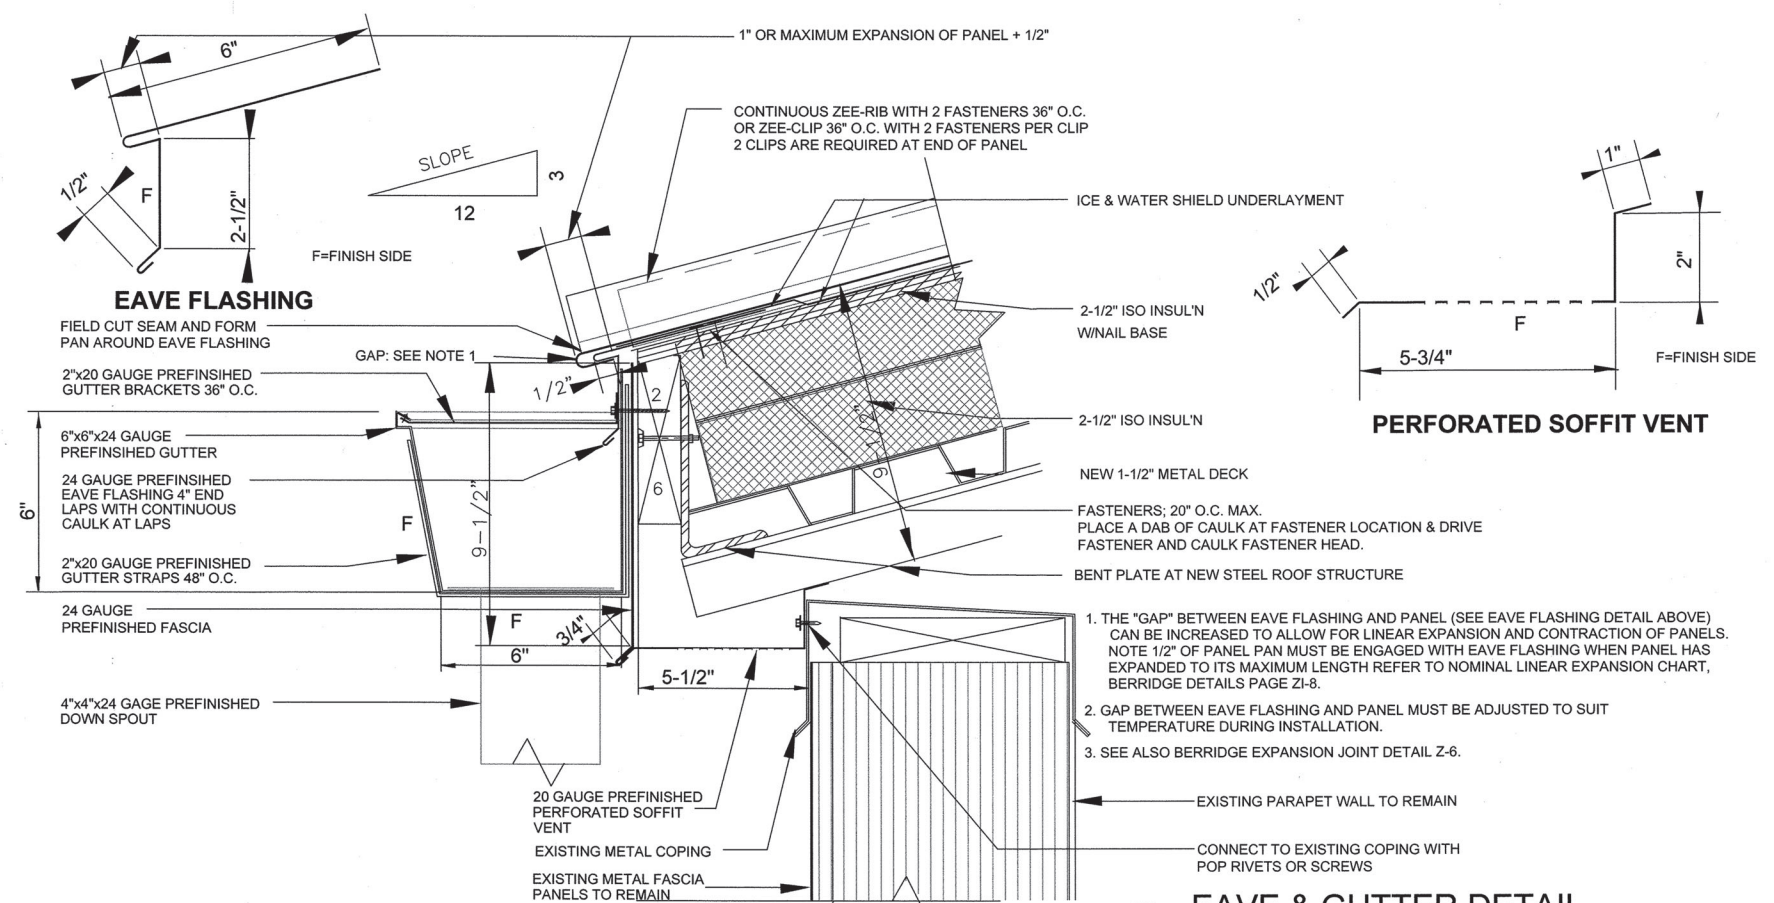 1" OR MAXIMUM EXPANSION OF PANEL + 1/2"
6"
CONTINUOUS ZEE-RIB WITH 2 FASTENERS 36" O.C.
OR ZEE-CLIP 36" O.C. WITH 2 FASTENERS PER CLIP
2 CLIPS ARE REQUIRED AT END OF PANEL
SLOPE
3
12
1/2"
F
2-1/2"
F=FINISH SIDE
EAVE FLASHING
ICE & WATER SHIELD UNDERLAYMENT
1"
2"
1/2"
F
5-3/4"
F=FINISH SIDE
PERFORATED SOFFIT VENT
FIELD CUT SEAM AND FORM
PAN AROUND EAVE FLASHING
GAP: SEE NOTE 1
2"x20 GAUGE PREFINSIHED
GUTTER BRACKETS 36" O.C.
6"x6"x24 GAUGE
PREFINSIHED GUTTER
24 GAUGE PREFINSIHED
EAVE FLASHING 4" END
LAPS WITH CONTINUOUS
CAULK AT LAPS
2"x20 GAUGE PREFINISHED
GUTTER STRAPS 48" O.C.
24 GAUGE
PREFINISHED FASCIA
4"x4"x24 GAGE PREFINISHED
DOWN SPOUT
6"
F
9-1/2"
1/2"
2
6
F
6"
3/4"
5-1/2"
9 1/2"
2-1/2" ISO INSUL'N
W/NAIL BASE
2-1/2" ISO INSUL'N
NEW 1-1/2" METAL DECK
FASTENERS; 20" O.C. MAX.
PLACE A DAB OF CAULK AT FASTENER LOCATION & DRIVE
FASTENER AND CAULK FASTENER HEAD.
BENT PLATE AT NEW STEEL ROOF STRUCTURE
1. THE "GAP" BETWEEN EAVE FLASHING AND PANEL (SEE EAVE FLASHING DETAIL ABOVE)
CAN BE INCREASED TO ALLOW FOR LINEAR EXPANSION AND CONTRACTION OF PANELS.
NOTE 1/2" OF PANEL PAN MUST BE ENGAGED WITH EAVE FLASHING WHEN PANEL HAS
EXPANDED TO ITS MAXIMUM LENGTH REFER TO NOMINAL LINEAR EXPANSION CHART,
BERRIDGE DETAILS PAGE ZI-8.
2. GAP BETWEEN EAVE FLASHING AND PANEL MUST BE ADJUSTED TO SUIT
TEMPERATURE DURING INSTALLATION.
3. SEE ALSO BERRIDGE EXPANSION JOINT DETAIL Z-6.
20 GAUGE PREFINISHED
PERFORATED SOFFIT
VENT
EXISTING METAL COPING
EXISTING METAL FASCIA
PANELS TO REMAIN
EXISTING PARAPET WALL TO REMAIN
CONNECT TO EXISTING COPING WITH
POP RIVETS OR SCREWS
EAVE & GUTTER DETAIL